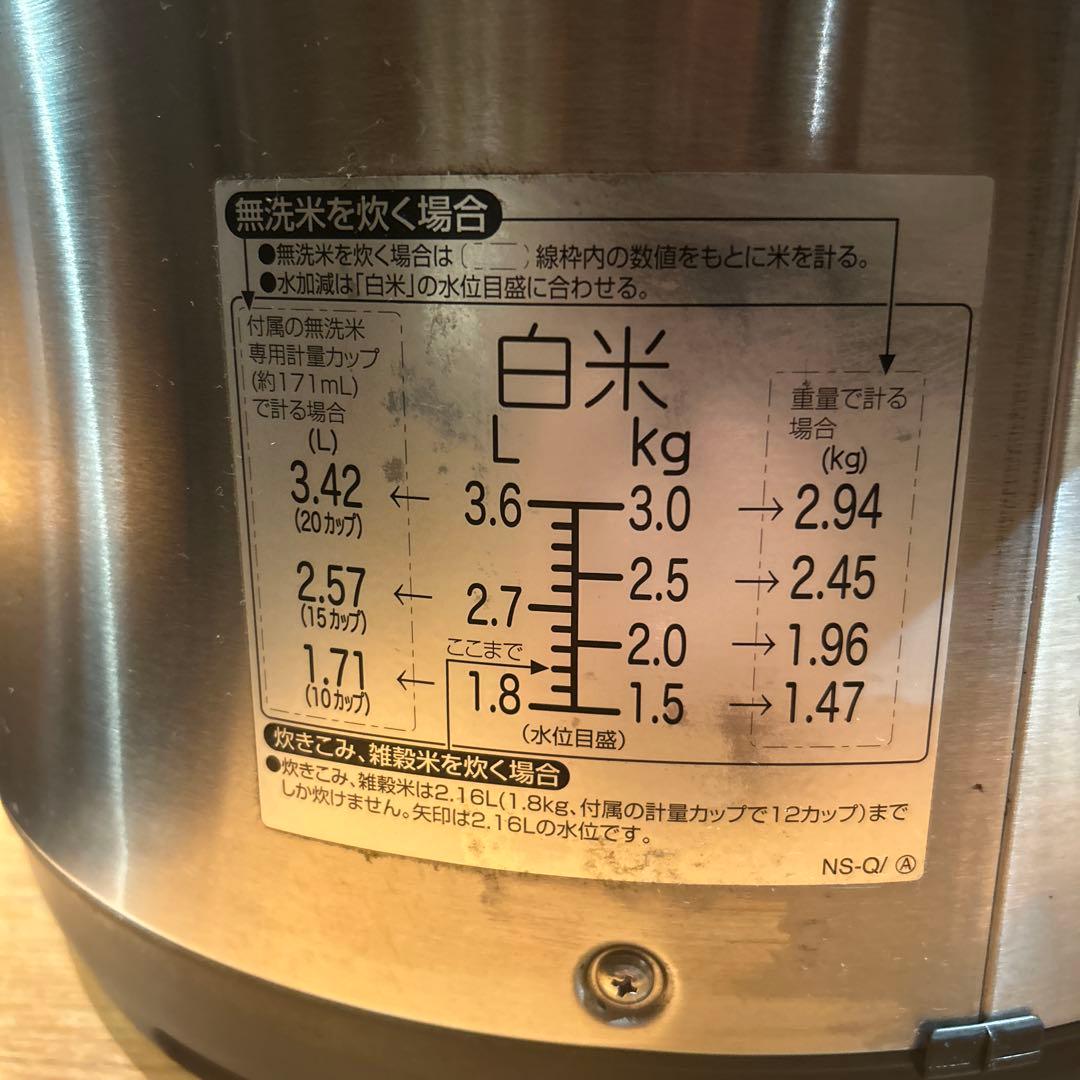 無洗米を炊く場合
●無洗米を炊く場合は( )線枠内の数値をもとに米を計る。
●水加減は「白米」の水位目盛に合わせる。
付属の無洗米
専用計量カップ
(約171mL)
で計る場合
(L)
3.42
(20カップ)
2.57
(15カップ)
1.71
(10カップ)
白米
L kg
3.6 3.0
2.5
2.7
2.0
ここまで
1.8 1.5
(水位目盛)
重量で計る
場合
(kg)
→2.94
→2.45
→1.96
→1.47
炊きこみ、雑穀米を炊く場合
●炊きこみ、雑穀米は2.16L(1.8kg、付属の計量カップで12カップ)まで
しか炊けません。矢印は2.16Lの水位です。
NS-Q/ Ⓐ